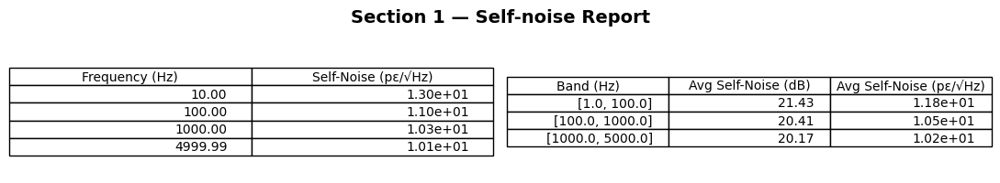 Section 1 — Self-noise Report
Frequency (Hz) Self-Noise (pε/√Hz)
10.00 1.30e+01
100.00 1.10e+01
1000.00 1.03e+01
4999.99 1.01e+01
Band (Hz) Avg Self-Noise (dB) Avg Self-Noise (pε/√Hz)
[1.0, 100.0] 21.43 1.18e+01
[100.0, 1000.0] 20.41 1.05e+01
[1000.0, 5000.0] 20.17 1.02e+01